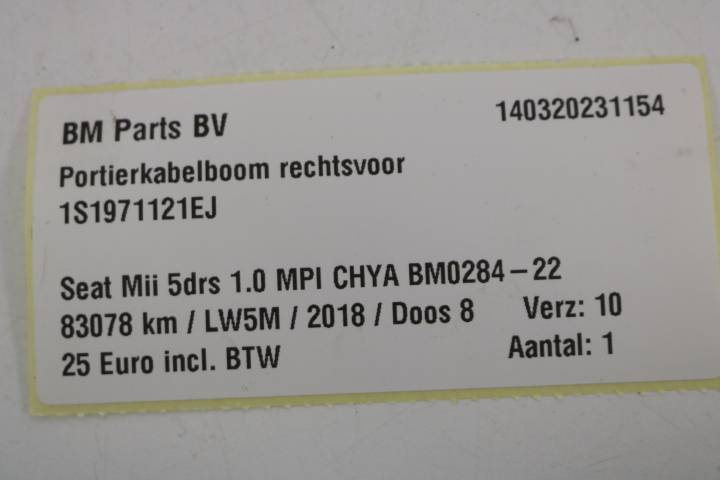 BM Parts BV 140320231154
Portierkabelboom rechtsvoor
1S1971121EJ
Seat Mii 5drs 1.0 MPI CHYA BM0284-22
83078 km / LW5M / 2018 / Doos 8 Verz: 10
25 Euro incl. BTW Aantal: 1